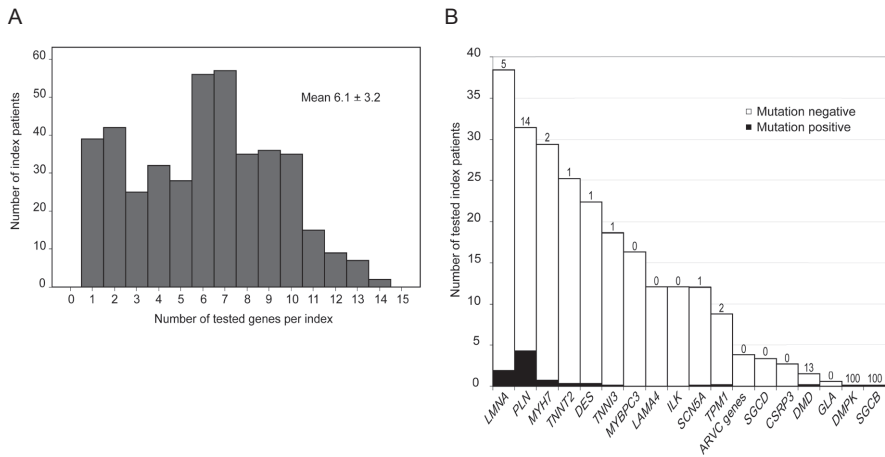 A
Number of index patients
60
50
40
30
20
10
0
Mean 6.1 ± 3.2
0 1 2 3 4 5 6 7 8 9 10 11 12 13 14 15
Number of tested genes per index
B
Number of tested index patients
40
35
30
25
20
15
10
5
0
Mutation negative
Mutation positive
5 14 2 1 1 1 0 0 0 1 2 0 0 0 13 0 100 100
LMNA PLN MYH7 TNNT2 DES TNNI3 MYBPC3 LAMA4 ILK SCN5A TPM1 ARVC genes SGCD CSRP3 DMD GLA DMPK SGCB